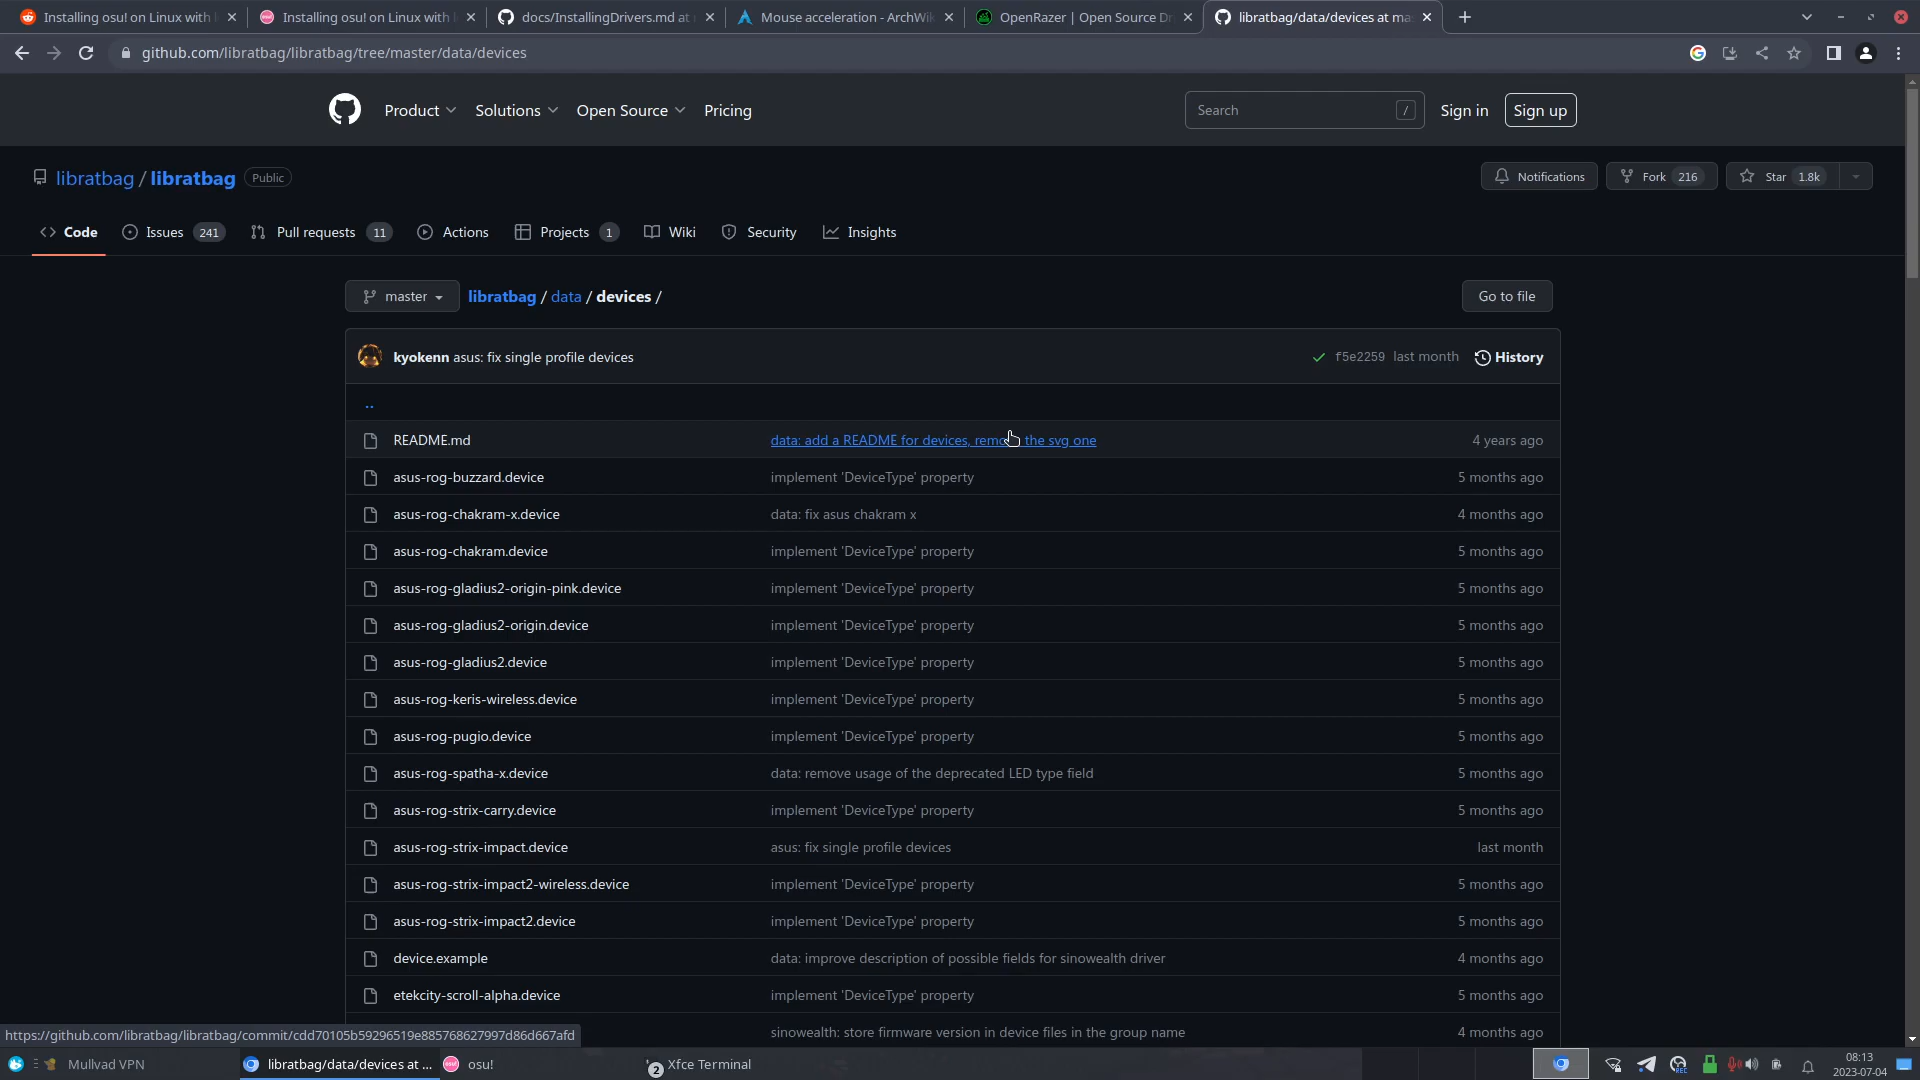 Installing osu! on Linux with
Installing osu! on Linux with
docs/InstallingDrivers.md at
Mouse acceleration - ArchWik
OpenRazer | Open Source Dr
libratbag/data/devices at ma
github.com/libratbag/libratbag/tree/master/data/devices
Product
Solutions
Open Source
Pricing
Search
/
Sign in
Sign up
libratbag / libratbag
Public
Notifications
Fork 216
Star 1.8k
Code
Issues 241
Pull requests 11
Actions
Projects 1
Wiki
Security
Insights
master
libratbag / data / devices /
Go to file
kyokenn asus: fix single profile devices
f5e2259 last month
History
..
README.md data: add a README for devices, remo the svg one 4 years ago
asus-rog-buzzard.device implement 'DeviceType' property 5 months ago
asus-rog-chakram-x.device data: fix asus chakram x 4 months ago
asus-rog-chakram.device implement 'DeviceType' property 5 months ago
asus-rog-gladius2-origin-pink.device implement 'DeviceType' property 5 months ago
asus-rog-gladius2-origin.device implement 'DeviceType' property 5 months ago
asus-rog-gladius2.device implement 'DeviceType' property 5 months ago
asus-rog-keris-wireless.device implement 'DeviceType' property 5 months ago
asus-rog-pugio.device implement 'DeviceType' property 5 months ago
asus-rog-spatha-x.device data: remove usage of the deprecated LED type field 5 months ago
asus-rog-strix-carry.device implement 'DeviceType' property 5 months ago
asus-rog-strix-impact.device asus: fix single profile devices last month
asus-rog-strix-impact2-wireless.device implement 'DeviceType' property 5 months ago
asus-rog-strix-impact2.device implement 'DeviceType' property 5 months ago
device.example data: improve description of possible fields for sinowealth driver 4 months ago
etekcity-scroll-alpha.device implement 'DeviceType' property 5 months ago
sinowealth: store firmware version in device files in the group name 4 months ago
https://github.com/libratbag/libratbag/commit/cdd70105b59296519e885768627997d86d667afd
Mullvad VPN
libratbag/data/devices at ...
osu!
2 Xfce Terminal
REC
08:13
2023-07-04